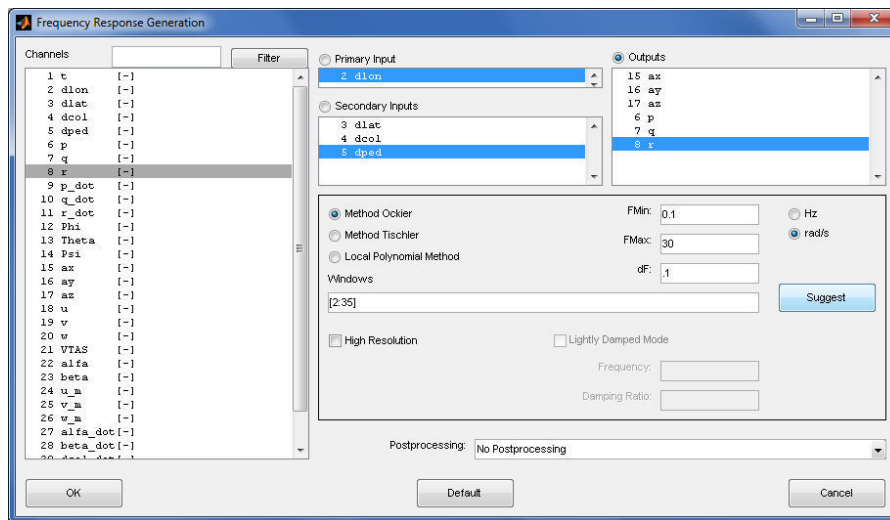 Frequency Response Generation
Channels
Filter
1 t [-]
2 dlon [-]
3 dlat [-]
4 dcol [-]
5 dped [-]
6 p [-]
7 q [-]
8 r [-]
9 p_dot [-]
10 q_dot [-]
11 r_dot [-]
12 Phi [-]
13 Theta [-]
14 Psi [-]
15 ax [-]
16 ay [-]
17 az [-]
18 u [-]
19 v [-]
20 w [-]
21 VTAS [-]
22 alfa [-]
23 beta [-]
24 u_m [-]
25 v_m [-]
26 w_m [-]
27 alfa_dot[-]
28 beta_dot[-]
Primary Input
2 dlon
Secondary Inputs
3 dlat
4 dcol
5 dped
Outputs
15 ax
16 ay
17 az
6 p
7 q
8 r
Method Ockier
Method Tischler
Local Polynomial Method
FMin: 0.1
FMax: 30
dF: .1
Hz
rad/s
Windows
[2:35]
Suggest
High Resolution
Lightly Damped Mode
Frequency:
Damping Ratio:
Postprocessing: No Postprocessing
OK
Default
Cancel